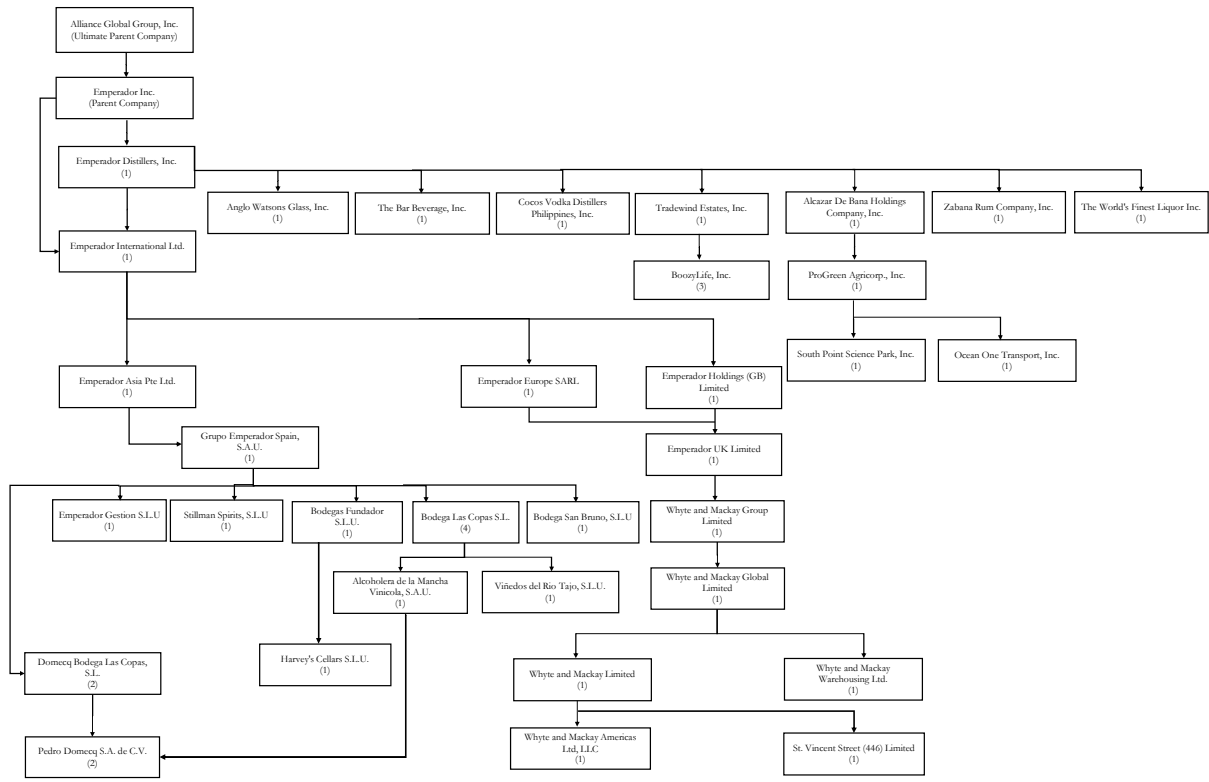 Alliance Global Group, Inc.
(Ultimate Parent Company)
Emperador Inc.
(Parent Company)
Emperador Distillers, Inc.
(1)
Anglo Watsons Glass, Inc.
(1)
The Bar Beverage, Inc.
(1)
Cocos Vodka Distillers
Philippines, Inc.
(1)
Tradewind Estates, Inc.
(1)
Alcazar De Bana Holdings
Company, Inc.
(1)
Zabana Rum Company, Inc.
(1)
The World's Finest Liquor Inc.
(1)
Emperador International Ltd.
(1)
BoozyLife, Inc.
(3)
ProGreen Agricorp., Inc.
(1)
South Point Science Park, Inc.
(1)
Ocean One Transport, Inc.
(1)
Emperador Asia Pte Ltd.
(1)
Emperador Europe SARL
(1)
Emperador Holdings (GB)
Limited
(1)
Grupo Emperador Spain,
S.A.U.
(1)
Emperador UK Limited
(1)
Emperador Gestion S.L.U
(1)
Stillman Spirits, S.L.U
(1)
Bodegas Fundador
S.L.U.
(1)
Bodega Las Copas S.L.
(4)
Bodega San Bruno, S.L.U
(1)
Whyte and Mackay Group
Limited
(1)
Alcoholera de la Mancha
Vinicola, S.A.U.
(1)
Viñedos del Rio Tajo, S.L.U.
(1)
Whyte and Mackay Global
Limited
(1)
Domecq Bodega Las Copas,
S.L.
(2)
Harvey's Cellars S.L.U.
(1)
Whyte and Mackay Limited
(1)
Whyte and Mackay
Warehousing Ltd.
(1)
Pedro Domecq S.A. de C.V.
(2)
Whyte and Mackay Americas
Ltd, LLC
(1)
St. Vincent Street (446) Limited
(1)